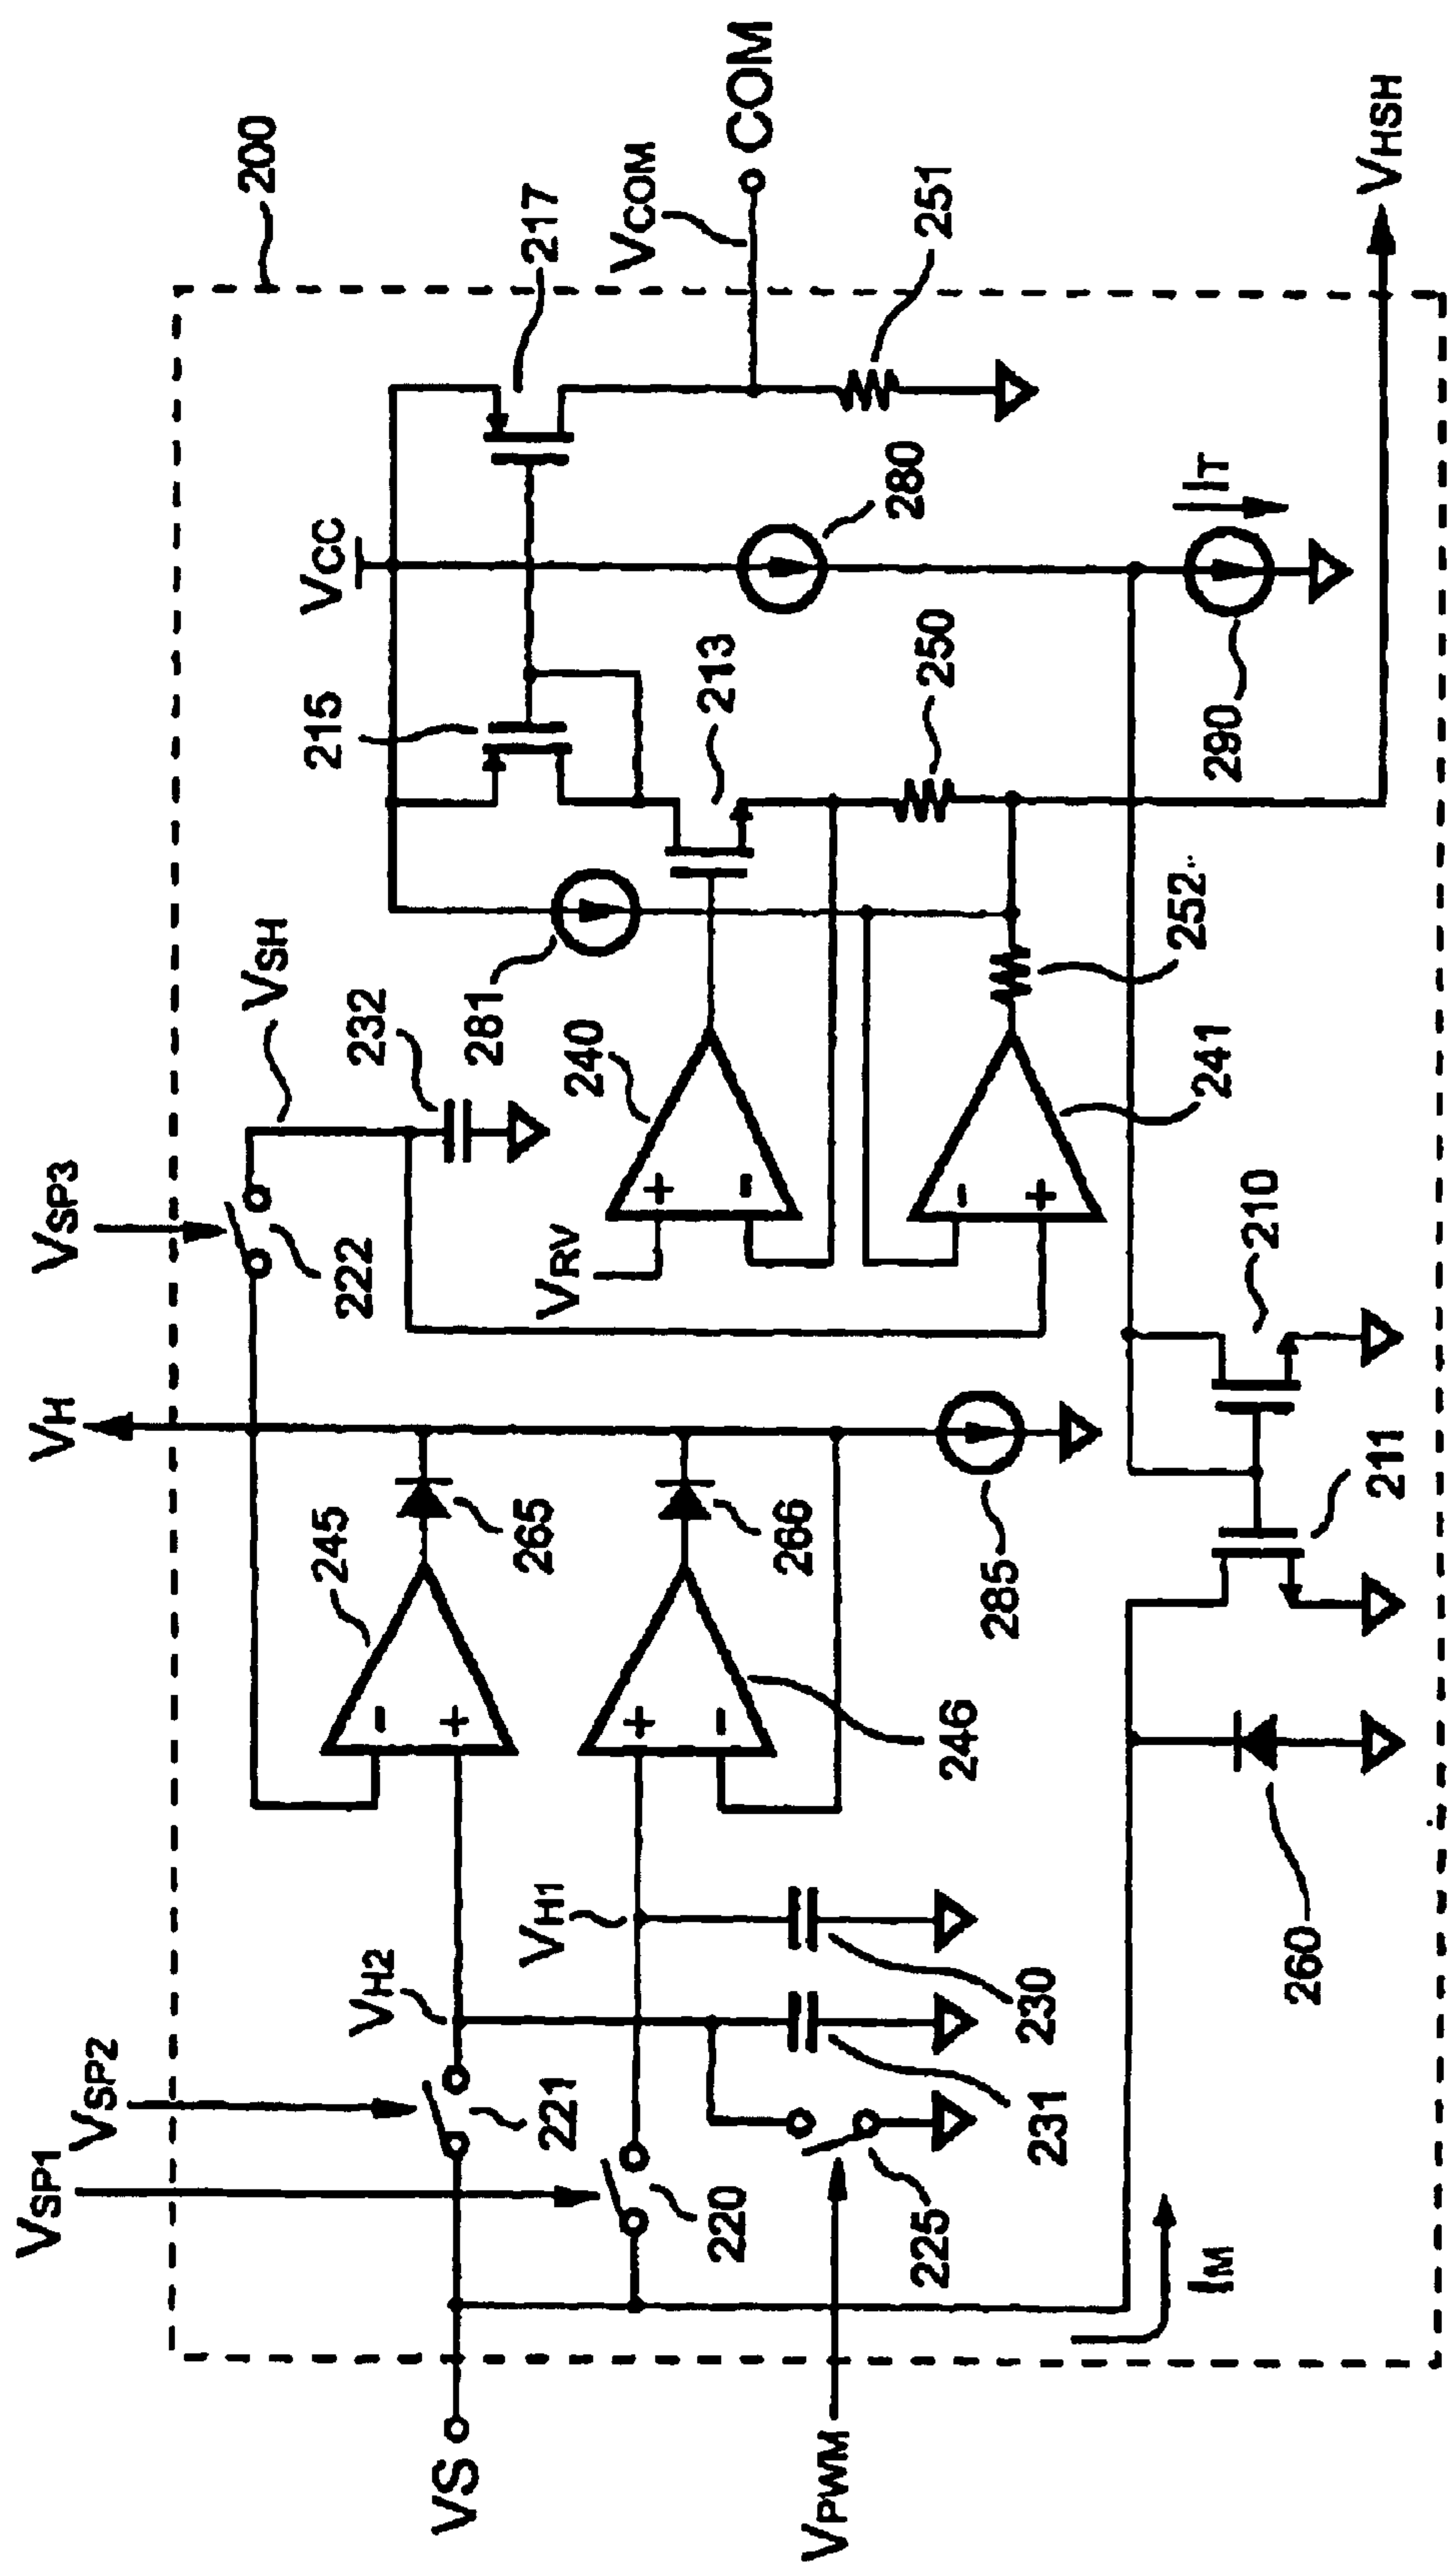 200
VSP1
VSP2
VH
VSP3
VSH
VCC
217
VCOM
COM
VS
VH2
VH1
221
220
245
265
222
232
281
215
240
VRV
213
280
251
246
266
285
250
252
241
IT
290
VPWM
225
231
230
260
211
210
IM
VHSH
+
-
+
-
+
-
+
-